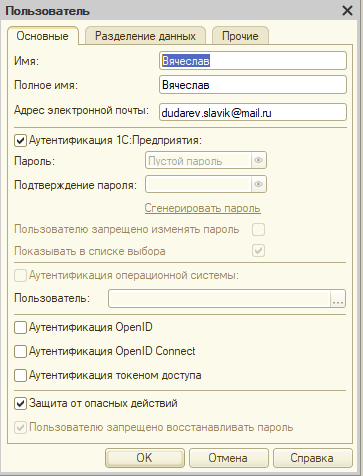 Пользователь
Основные Разделение данных Прочие
Имя: Вячеслав
Полное имя: Вячеслав
Адрес электронной почты: dudarev.slavik@mail.ru
Аутентификация 1С:Предприятия:
Пароль: Пустой пароль
Подтверждение пароля:
Сгенерировать пароль
Пользователю запрещено изменять пароль
Показывать в списке выбора
Аутентификация операционной системы:
Пользователь: ...
Аутентификация OpenID
Аутентификация OpenID Connect
Аутентификация токеном доступа
Защита от опасных действий
Пользователю запрещено восстанавливать пароль
OK Отмена Справка